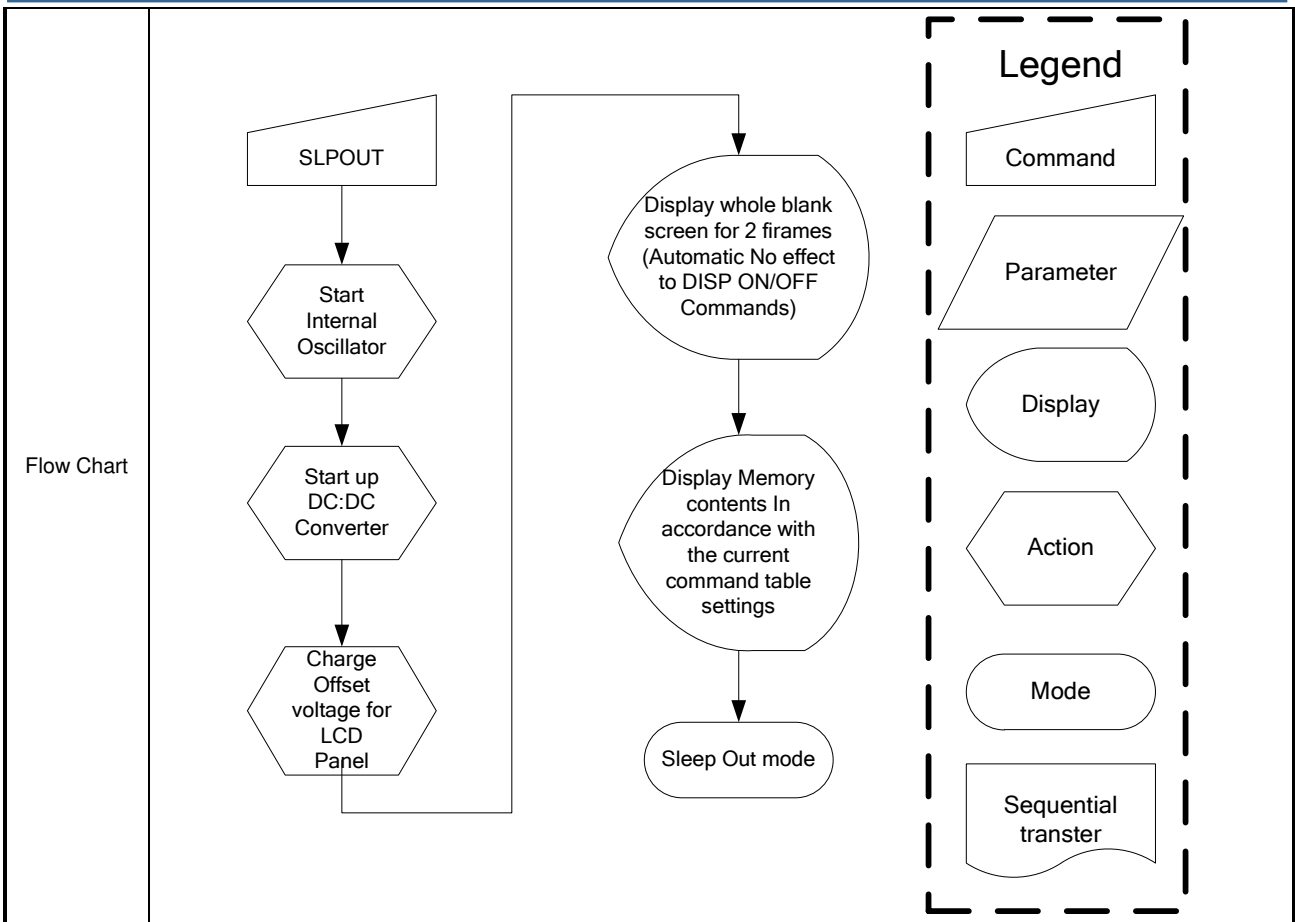 Flow Chart
SLPOUT
Start
Internal
Oscillator
Start up
DC:DC
Converter
Charge
Offset
voltage for
LCD
Panel
Display whole blank
screen for 2 firames
(Automatic No effect
to DISP ON/OFF
Commands)
Display Memory
contents In
accordance with
the current
command table
settings
Sleep Out mode
Legend
Command
Parameter
Display
Action
Mode
Sequential
transter